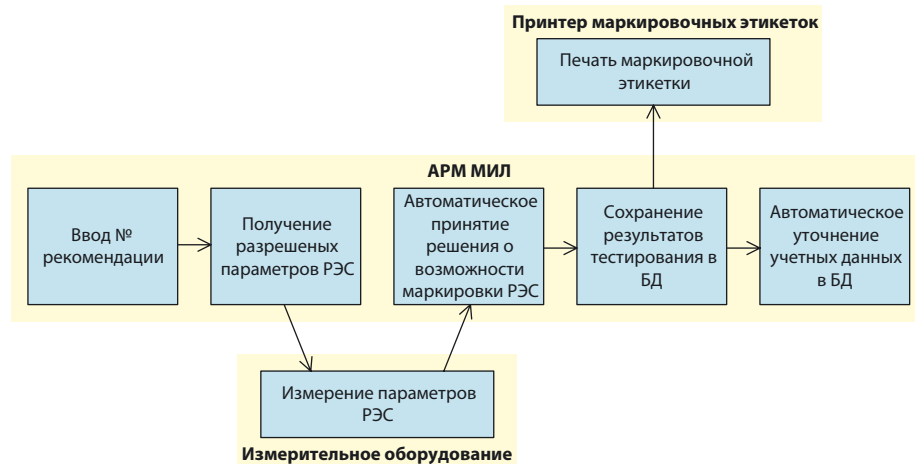 Принтер маркировочных этикеток
Печать маркировочной
этикетки
АРМ МИЛ
Ввод №
рекомендации
Получение
разрешеных
параметров РЭС
Автоматическое
принятие
решения о
возможности
маркировки РЭС
Сохранение
результатов
тестирования в
БД
Автоматическое
уточнение
учетных данных
в БД
Измерение параметров
РЭС
Измерительное оборудование